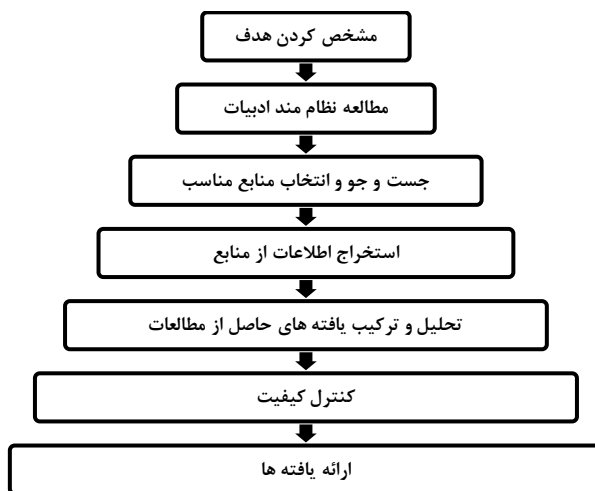 مشخص کردن هدف
مطالعه نظام مند ادبیات
جست و جو و انتخاب منابع مناسب
استخراج اطلاعات از منابع
تحلیل و ترکیب یافته های حاصل از مطالعات
کنترل کیفیت
ارائه یافته ها